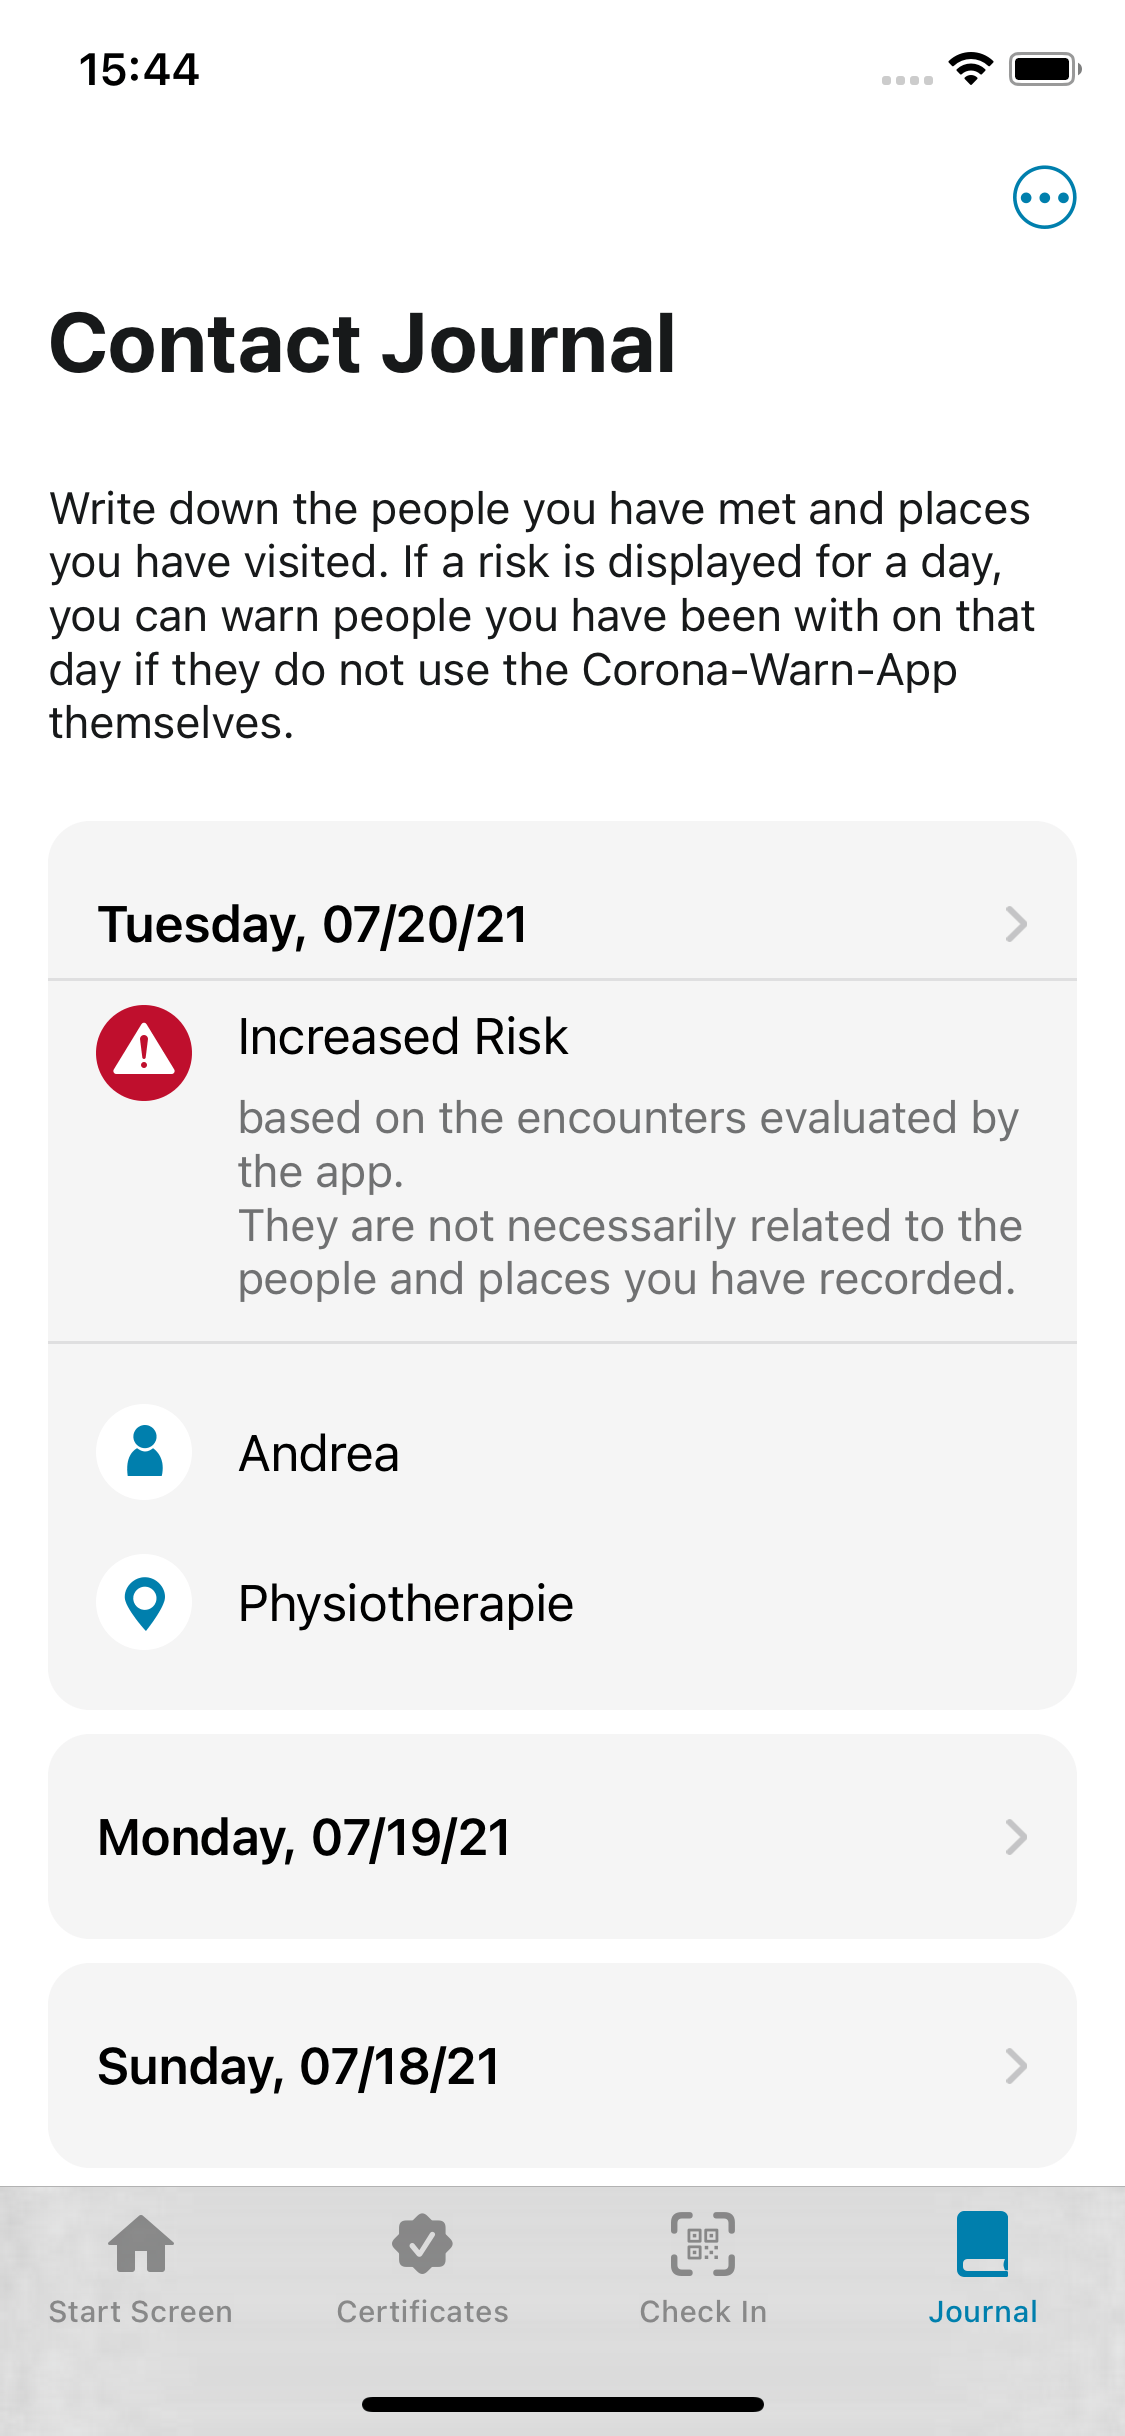 15:44
Contact Journal
Write down the people you have met and places
you have visited. If a risk is displayed for a day,
you can warn people you have been with on that
day if they do not use the Corona-Warn-App
themselves.
Tuesday, 07/20/21
Increased Risk
based on the encounters evaluated by
the app.
They are not necessarily related to the
people and places you have recorded.
Andrea
Physiotherapie
Monday, 07/19/21
Sunday, 07/18/21
Start Screen
Certificates
Check In
Journal